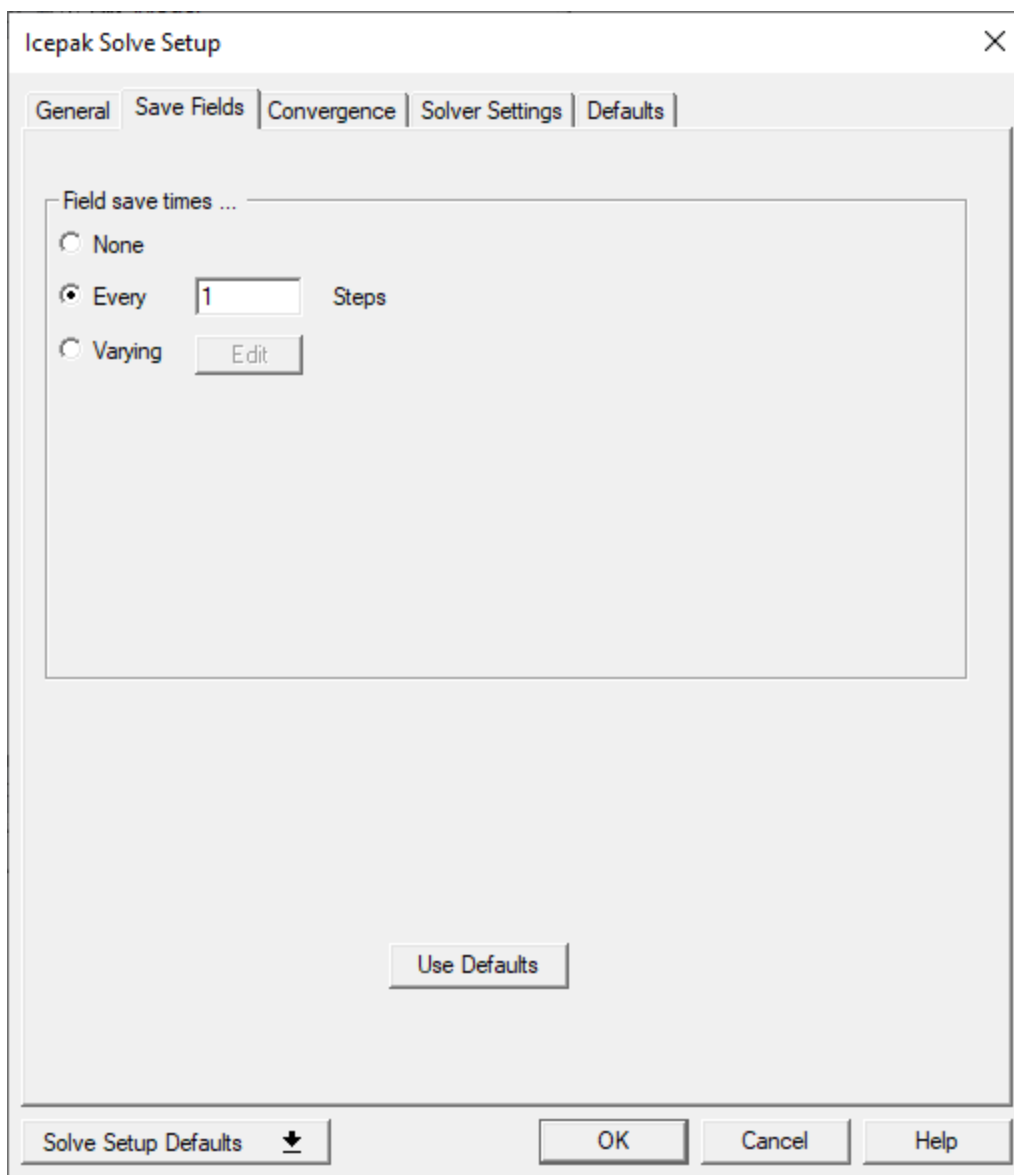 Icepak Solve Setup
General Save Fields Convergence Solver Settings Defaults
Field save times ...
None
Every 1 Steps
Varying Edit
Use Defaults
Solve Setup Defaults OK Cancel Help